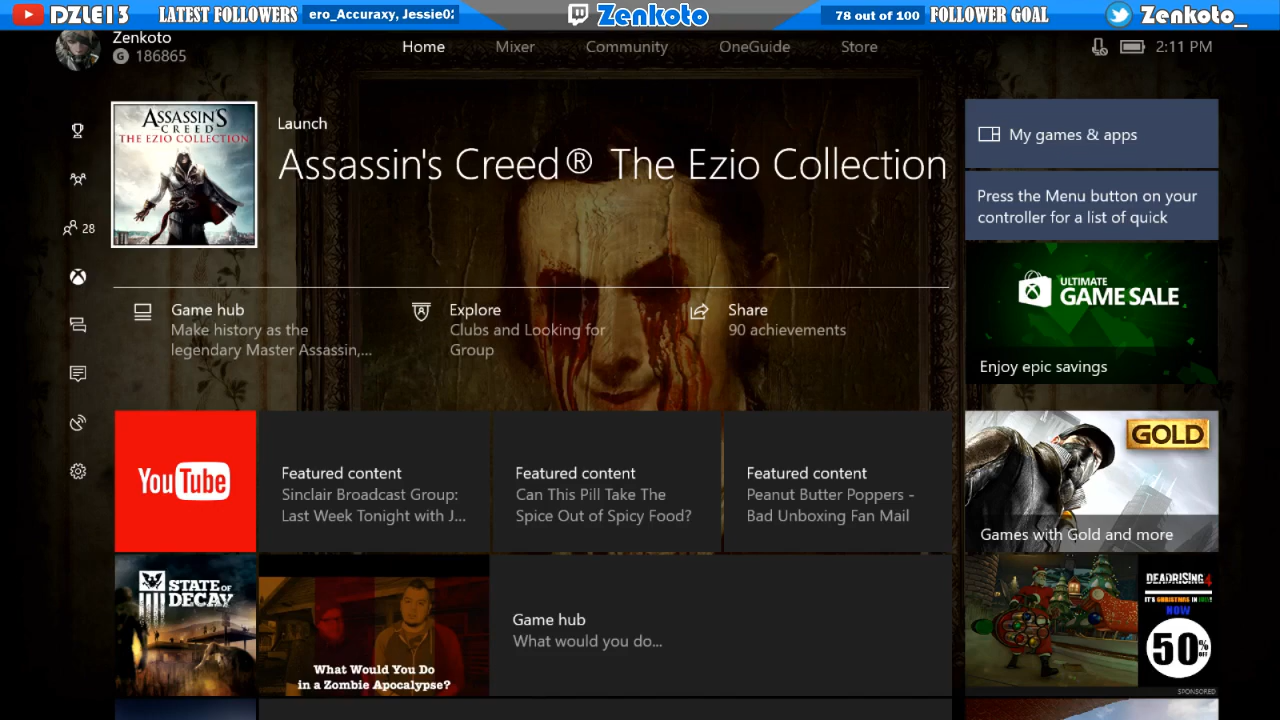 DZLE13 LATEST FOLLOWERS ero_Accuraxy, Jessie02 Zenkoto 78 out of 100 FOLLOWER GOAL Zenkoto_
Zenkoto
G 186865
Home Mixer Community OneGuide Store
2:11 PM
28
ASSASSIN'S
CREED
THE EZIO COLLECTION
Launch
Assassin's Creed® The Ezio Collection
Game hub
Make history as the
legendary Master Assassin,...
Explore
Clubs and Looking for
Group
Share
90 achievements
My games & apps
Press the Menu button on your
controller for a list of quick
ULTIMATE
GAME SALE
Enjoy epic savings
YouTube
Featured content
Sinclair Broadcast Group:
Last Week Tonight with J...
Featured content
Can This Pill Take The
Spice Out of Spicy Food?
Featured content
Peanut Butter Poppers -
Bad Unboxing Fan Mail
GOLD
Games with Gold and more
STATE OF
DECAY
What Would You Do
in a Zombie Apocalypse?
Game hub
What would you do...
DEADRISING 4
IT'S CHRISTMAS IN JULY!
NOW
50% OFF
SPONSORED